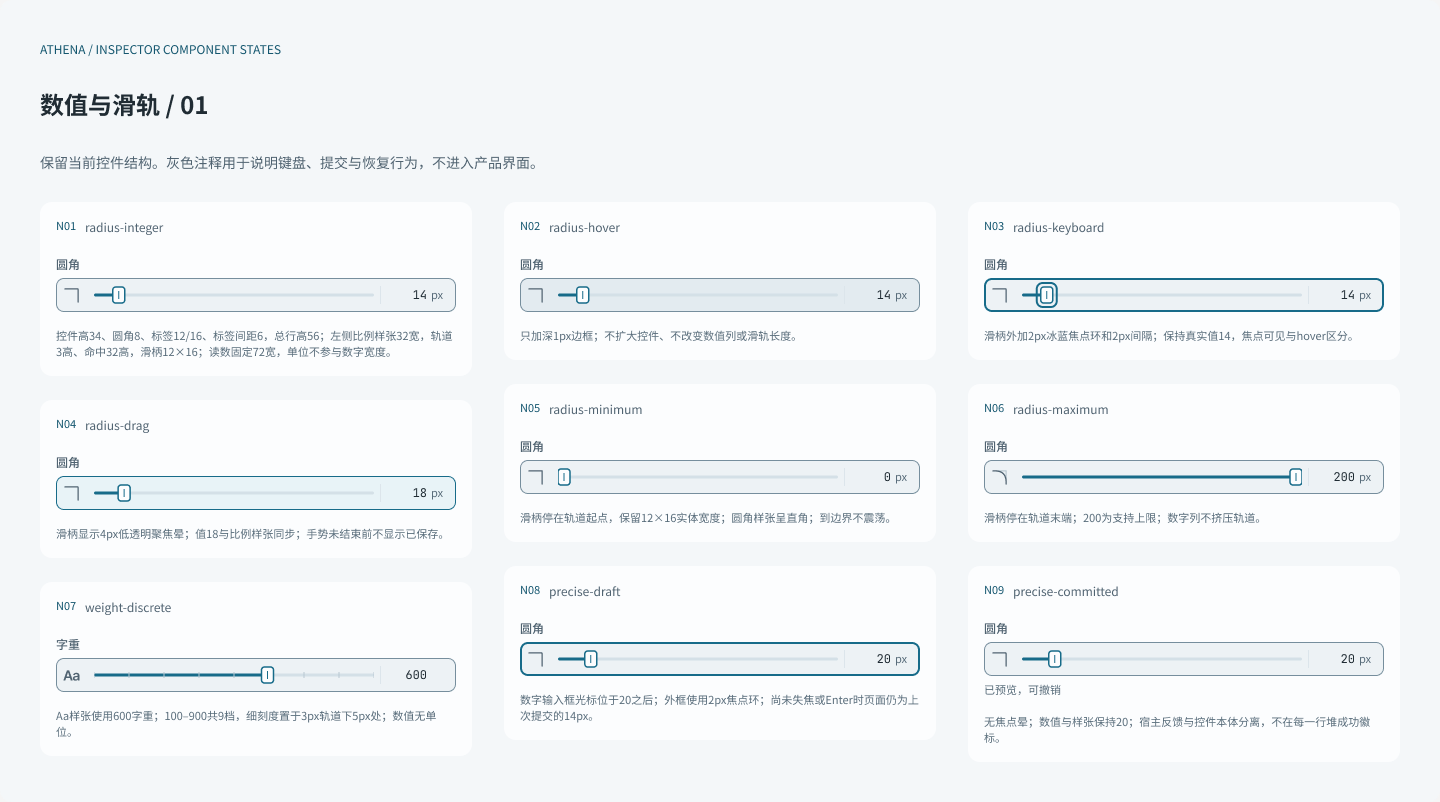 ATHENA / INSPECTOR COMPONENT STATES
数值与滑轨 / 01
保留当前控件结构。灰色注释用于说明键盘、提交与恢复行为，不进入产品界面。
N01 radius-integer
圆角
14 px
控件高34、圆角8、标签12/16、标签间距6，总行高56；左侧比例样张32宽，轨道
3高、命中32高，滑柄12×16；读数固定72宽，单位不参与数字宽度。
N02 radius-hover
圆角
14 px
只加深1px边框；不扩大控件、不改变数值列或滑轨长度。
N03 radius-keyboard
圆角
14 px
滑柄外加2px冰蓝焦点环和2px间隔；保持真实值14，焦点可见与hover区分。
N04 radius-drag
圆角
18 px
滑柄显示4px低透明聚焦晕；值18与比例样张同步；手势未结束前不显示已保存。
N05 radius-minimum
圆角
0 px
滑柄停在轨道起点，保留12×16实体宽度；圆角样张呈直角；到边界不震荡。
N06 radius-maximum
圆角
200 px
滑柄停在轨道末端；200为支持上限；数字列不挤压轨道。
N07 weight-discrete
字重
Aa 600
Aa样张使用600字重；100–900共9档，细刻度置于3px轨道下5px处；数值无单
位。
N08 precise-draft
圆角
20 px
数字输入框光标位于20之后；外框使用2px焦点环；尚未失焦或Enter时页面仍为上
次提交的14px。
N09 precise-committed
圆角
20 px
已预览，可撤销
无焦点晕；数值与样张保持20；宿主反馈与控件本体分离，不在每一行堆成功徽
标。